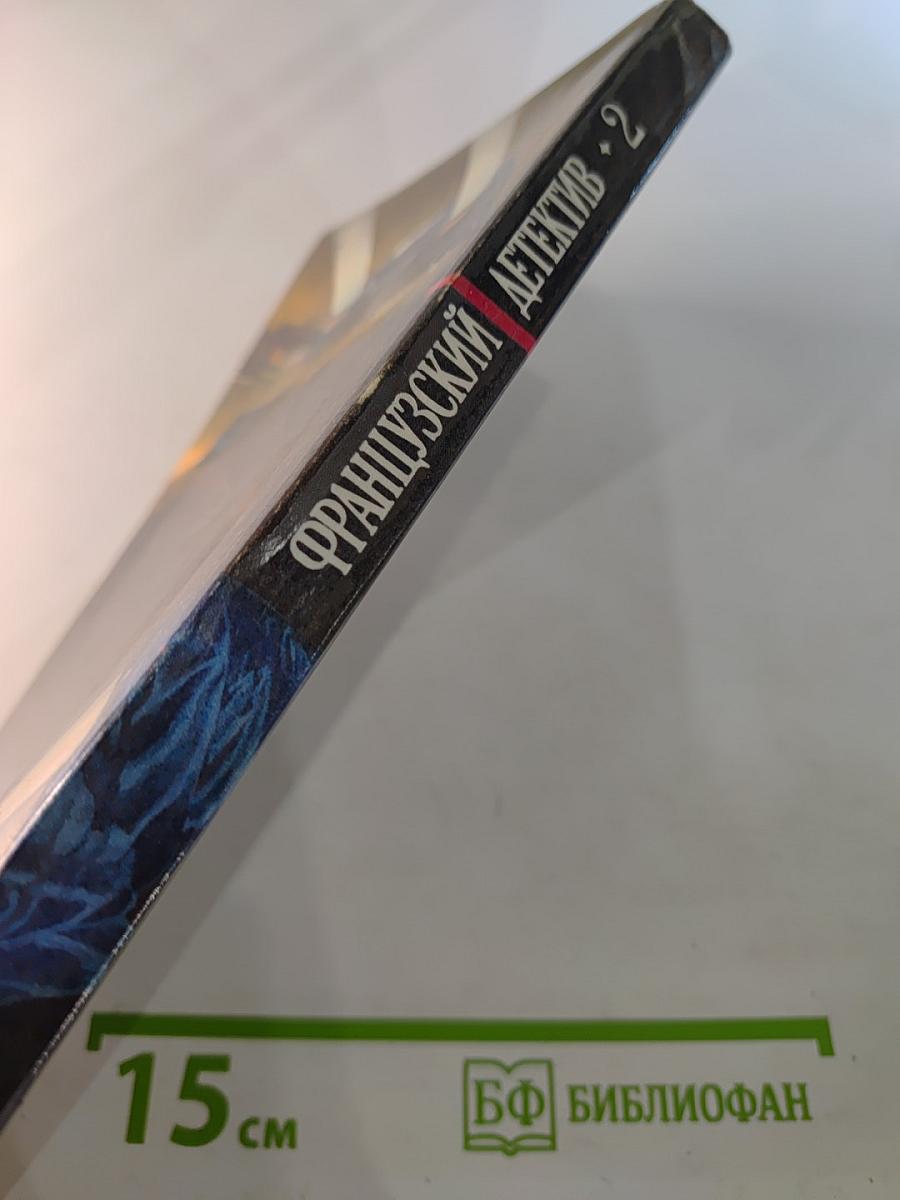 ФРАНЦУЗСКИЙ
ДЕТЕКТИВ • 2
15 см
БФ БИБЛИОФАН